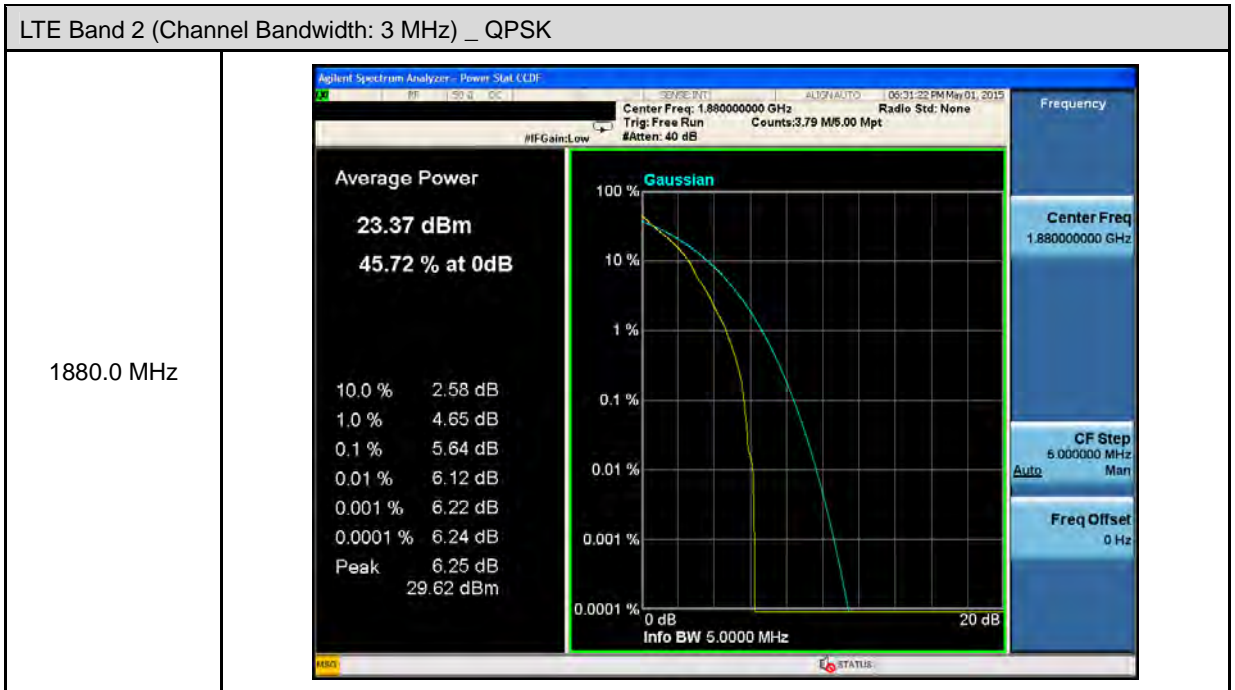 LTE Band 2 (Channel Bandwidth: 3 MHz) _ QPSK
1880.0 MHz
Agilent Spectrum Analyzer - Power Stat CCDF
RF 50 Ω DC SENSE:INT ALIGN AUTO 06:31:22 PM May 01, 2015
Center Freq: 1.880000000 GHz Radio Std: None
Trig: Free Run Counts:3.79 M/5.00 Mpt
#IFGain:Low #Atten: 40 dB
Average Power
23.37 dBm
45.72 % at 0dB
10.0 % 2.58 dB
1.0 % 4.65 dB
0.1 % 5.64 dB
0.01 % 6.12 dB
0.001 % 6.22 dB
0.0001 % 6.24 dB
Peak 6.25 dB
29.62 dBm
Gaussian
100 %
10 %
1 %
0.1 %
0.01 %
0.001 %
0.0001 %
0 dB 20 dB
Info BW 5.0000 MHz
Frequency
Center Freq
1.880000000 GHz
CF Step
5.000000 MHz
Auto Man
Freq Offset
0 Hz
MSG STATUS